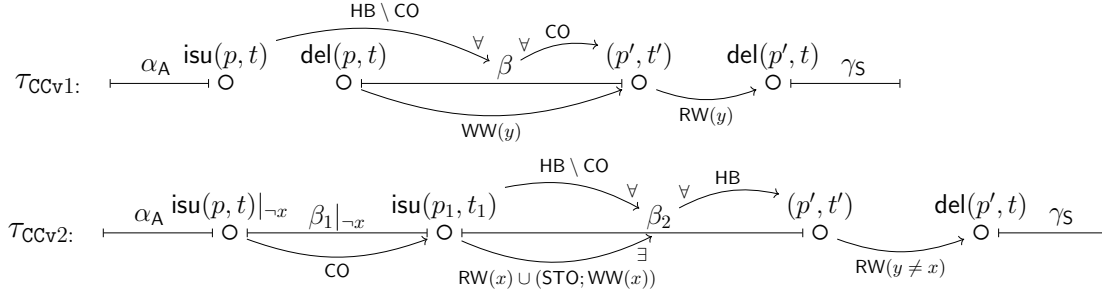 HB \ CO
isu(p, t) del(p, t) ∀ β ∀ CO (p′, t′) del(p′, t)
τCCv1: αA γS
WW(y) RW(y)
HB \ CO
isu(p, t)|¬x β1|¬x isu(p1, t1) ∀ β2 ∀ HB (p′, t′) del(p′, t)
τCCv2: αA γS
CO RW(x) ∪ (STO; WW(x)) ∃ RW(y ≠ x)